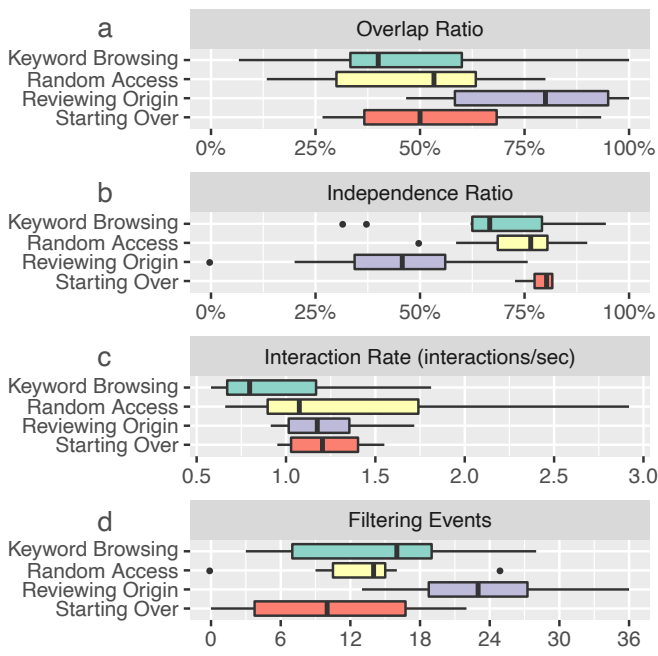 a
Overlap Ratio
Keyword Browsing
Random Access
Reviewing Origin
Starting Over
0% 25% 50% 75% 100%
b
Independence Ratio
Keyword Browsing
Random Access
Reviewing Origin
Starting Over
0% 25% 50% 75% 100%
c
Interaction Rate (interactions/sec)
Keyword Browsing
Random Access
Reviewing Origin
Starting Over
0.5 1.0 1.5 2.0 2.5 3.0
d
Filtering Events
Keyword Browsing
Random Access
Reviewing Origin
Starting Over
0 6 12 18 24 30 36